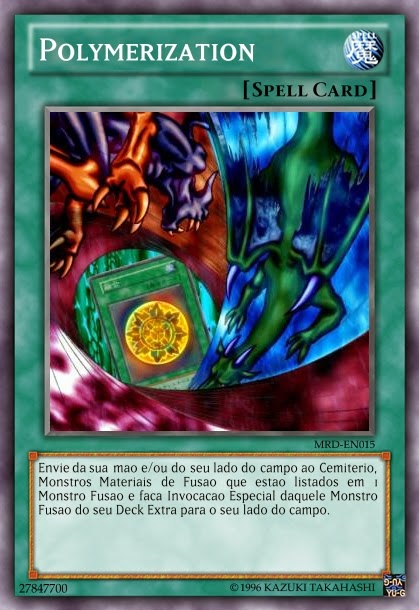 POLYMERIZATION
魔
[SPELL CARD]
MRD-EN015
Envie da sua mao e/ou do seu lado do campo ao Cemiterio,
Monstros Materiais de Fusao que estao listados em ı
Monstro Fusao e faca Invocacao Especial daquele Monstro
Fusao do seu Deck Extra para o seu lado do campo.
27847700
©1996 KAZUKI TAKAHASHI